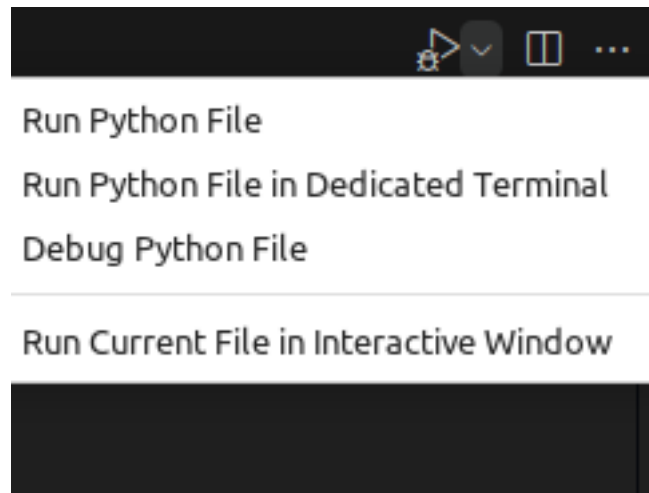 Run Python File
Run Python File in Dedicated Terminal
Debug Python File
Run Current File in Interactive Window